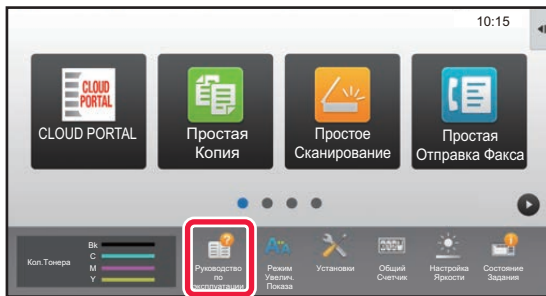 10:15
CLOUD
PORTAL
CLOUD PORTAL
Простая
Копия
Простое
Сканирование
Простая
Отправка Факса
Кол.Тонера
Bk
C
M
Y
Руководство
по
эксплуатации
Режим
Увелич.
Показа
Установки
Общий
Счетчик
Настройка
Яркости
Состояние
Задания